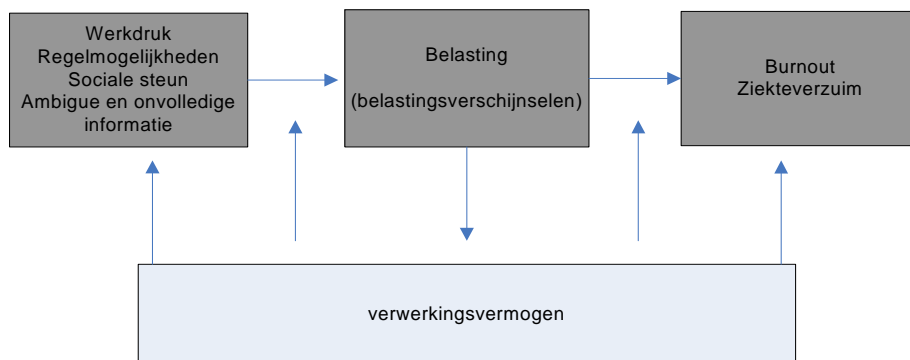 Werkdruk
Regelmogelijkheden
Sociale steun
Ambigue en onvolledige
informatie
Belasting
(belastingsverschijnselen)
Burnout
Ziekteverzuim
verwerkingsvermogen